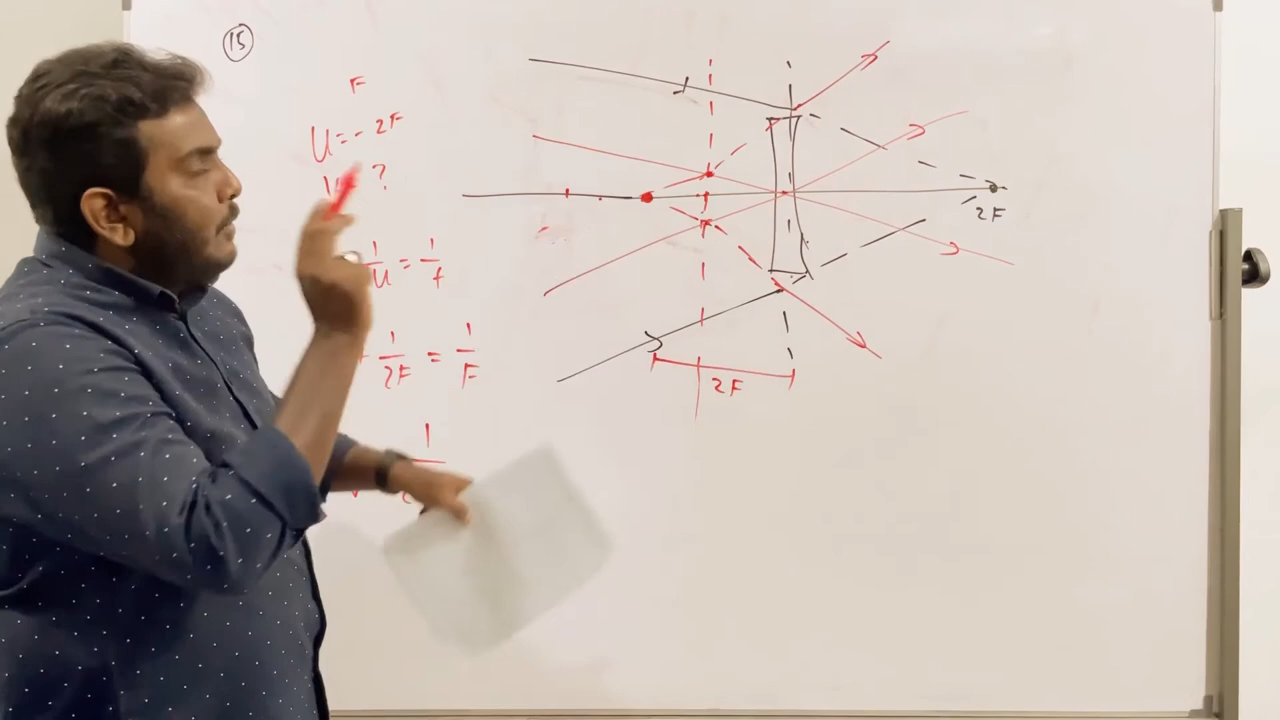 15
F
U = - 2F
?
1/U = 1/f
1/2F = 1/F
1
2F
2F